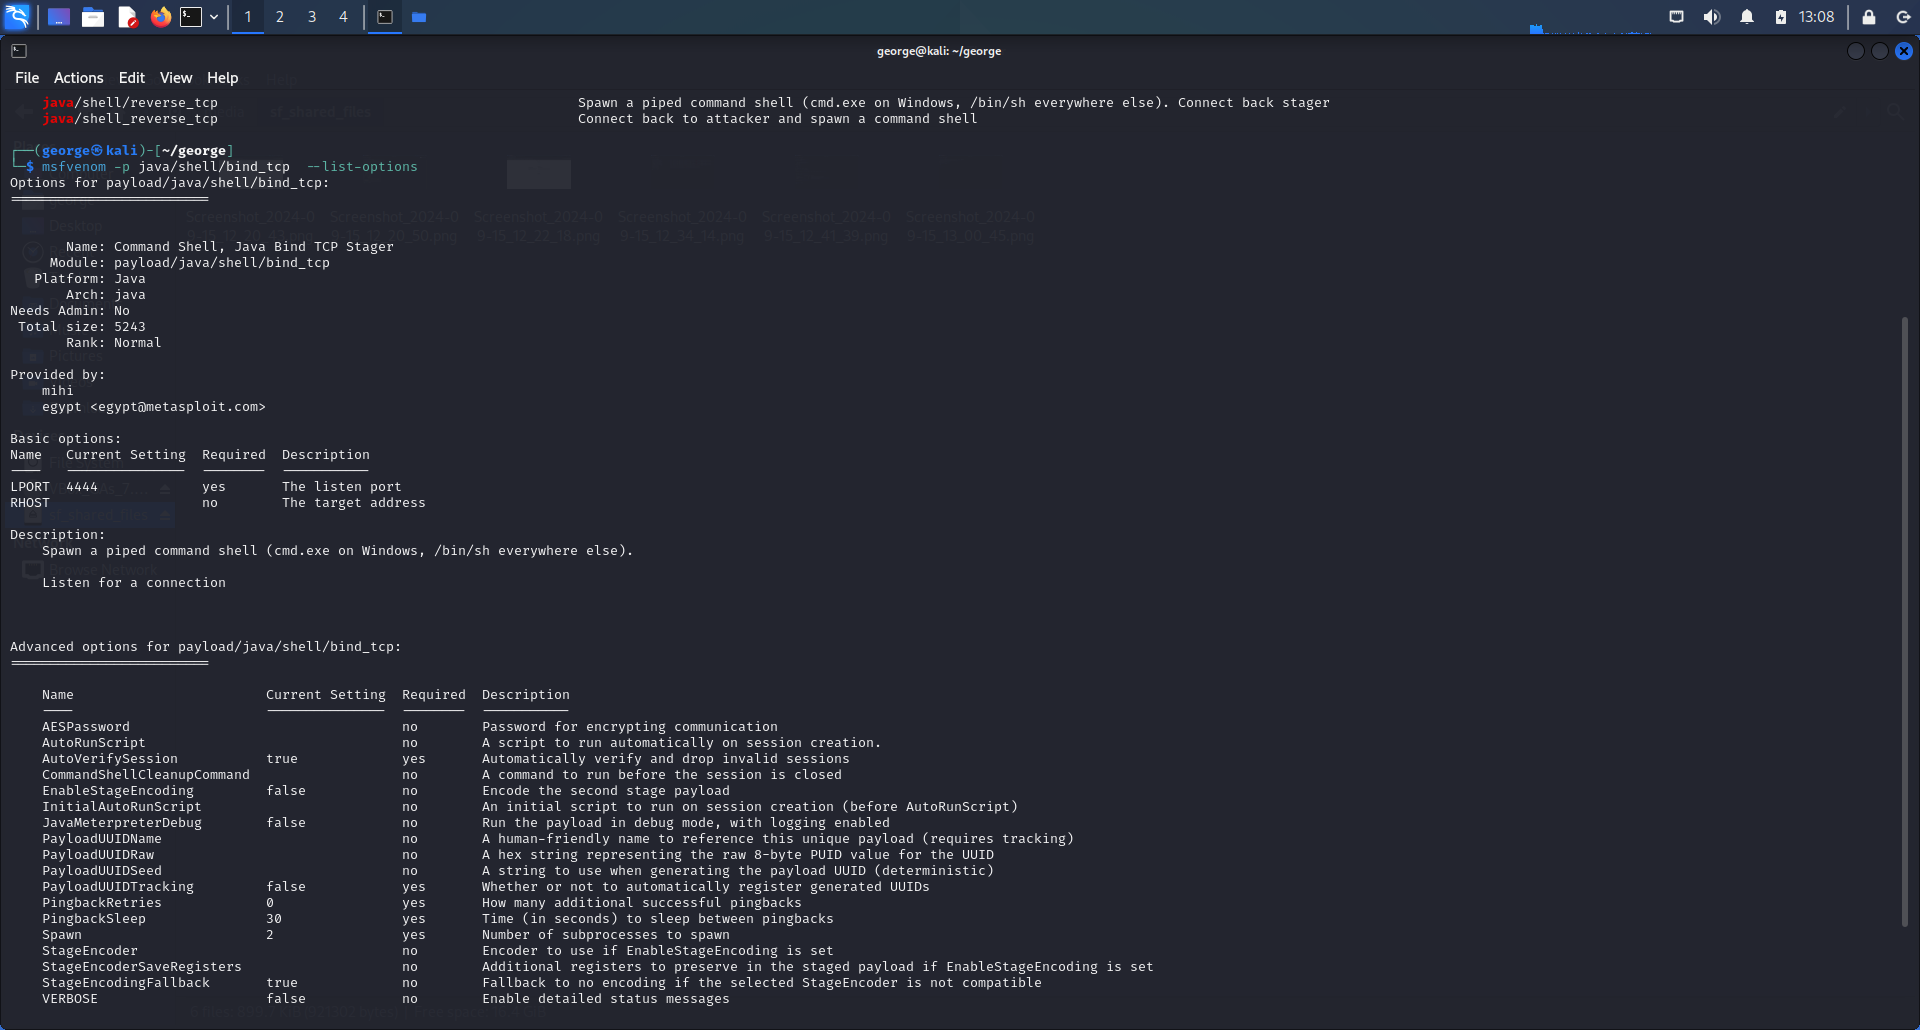 1 2 3 4 13:08
george@kali: ~/george
File Actions Edit View Help
java/shell/reverse_tcp Spawn a piped command shell (cmd.exe on Windows, /bin/sh everywhere else). Connect back stager
java/shell_reverse_tcp Connect back to attacker and spawn a command shell
┌──(george㉿kali)-[~/george]
└─$ msfvenom -p java/shell/bind_tcp --list-options
Options for payload/java/shell/bind_tcp:
=========================
Name: Command Shell, Java Bind TCP Stager
Module: payload/java/shell/bind_tcp
Platform: Java
Arch: java
Needs Admin: No
Total size: 5243
Rank: Normal
Provided by:
mihi
egypt <egypt@metasploit.com>
Basic options:
Name Current Setting Required Description
---- --------------- -------- -----------
LPORT 4444 yes The listen port
RHOST no The target address
Description:
Spawn a piped command shell (cmd.exe on Windows, /bin/sh everywhere else).
Listen for a connection
Advanced options for payload/java/shell/bind_tcp:
=========================
Name Current Setting Required Description
---- --------------- -------- -----------
AESPassword no Password for encrypting communication
AutoRunScript no A script to run automatically on session creation.
AutoVerifySession true yes Automatically verify and drop invalid sessions
CommandShellCleanupCommand no A command to run before the session is closed
EnableStageEncoding false no Encode the second stage payload
InitialAutoRunScript no An initial script to run on session creation (before AutoRunScript)
JavaMeterpreterDebug false no Run the payload in debug mode, with logging enabled
PayloadUUIDName no A human-friendly name to reference this unique payload (requires tracking)
PayloadUUIDRaw no A hex string representing the raw 8-byte PUID value for the UUID
PayloadUUIDSeed no A string to use when generating the payload UUID (deterministic)
PayloadUUIDTracking false yes Whether or not to automatically register generated UUIDs
PingbackRetries 0 yes How many additional successful pingbacks
PingbackSleep 30 yes Time (in seconds) to sleep between pingbacks
Spawn 2 yes Number of subprocesses to spawn
StageEncoder no Encoder to use if EnableStageEncoding is set
StageEncoderSaveRegisters no Additional registers to preserve in the staged payload if EnableStageEncoding is set
StageEncodingFallback true no Fallback to no encoding if the selected StageEncoder is not compatible
VERBOSE false no Enable detailed status messages